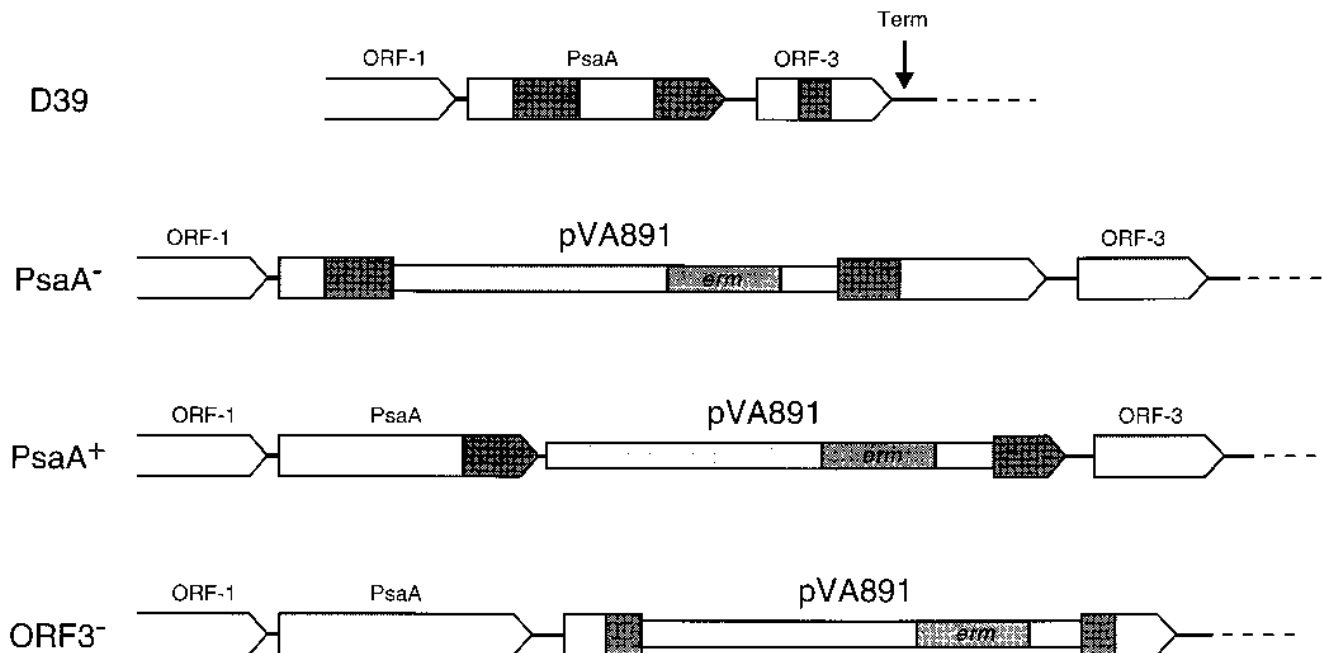 Term
ORF-1 PsaA ORF-3
D39
pVA891
ORF-1 ORF-3
PsaA⁻ erm
pVA891
ORF-1 PsaA ORF-3
PsaA⁺ erm
pVA891
ORF-1 PsaA
ORF3⁻ erm